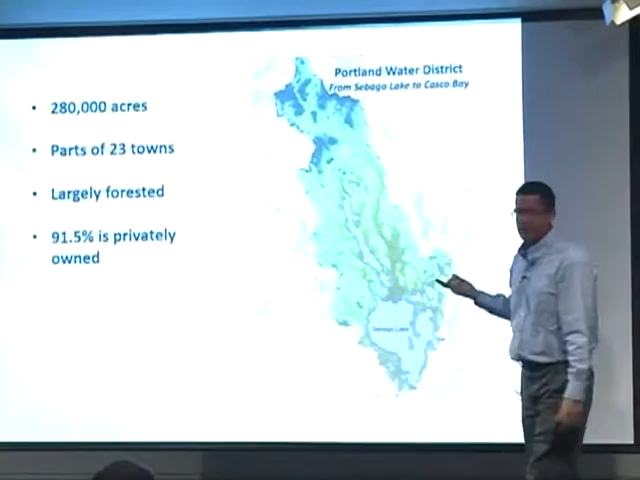 Portland Water District
From Sebago Lake to Casco Bay
• 280,000 acres
• Parts of 23 towns
• Largely forested
• 91.5% is privately
owned
Sebago Lake